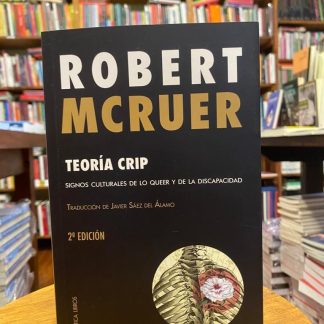 ROBERT
MCRUER
TEORÍA CRIP
SIGNOS CULTURALES DE LO QUEER Y DE LA DISCAPACIDAD
TRADUCCIÓN DE JAVIER SÁEZ DEL ÁLAMO
2ª EDICIÓN
LIBROS